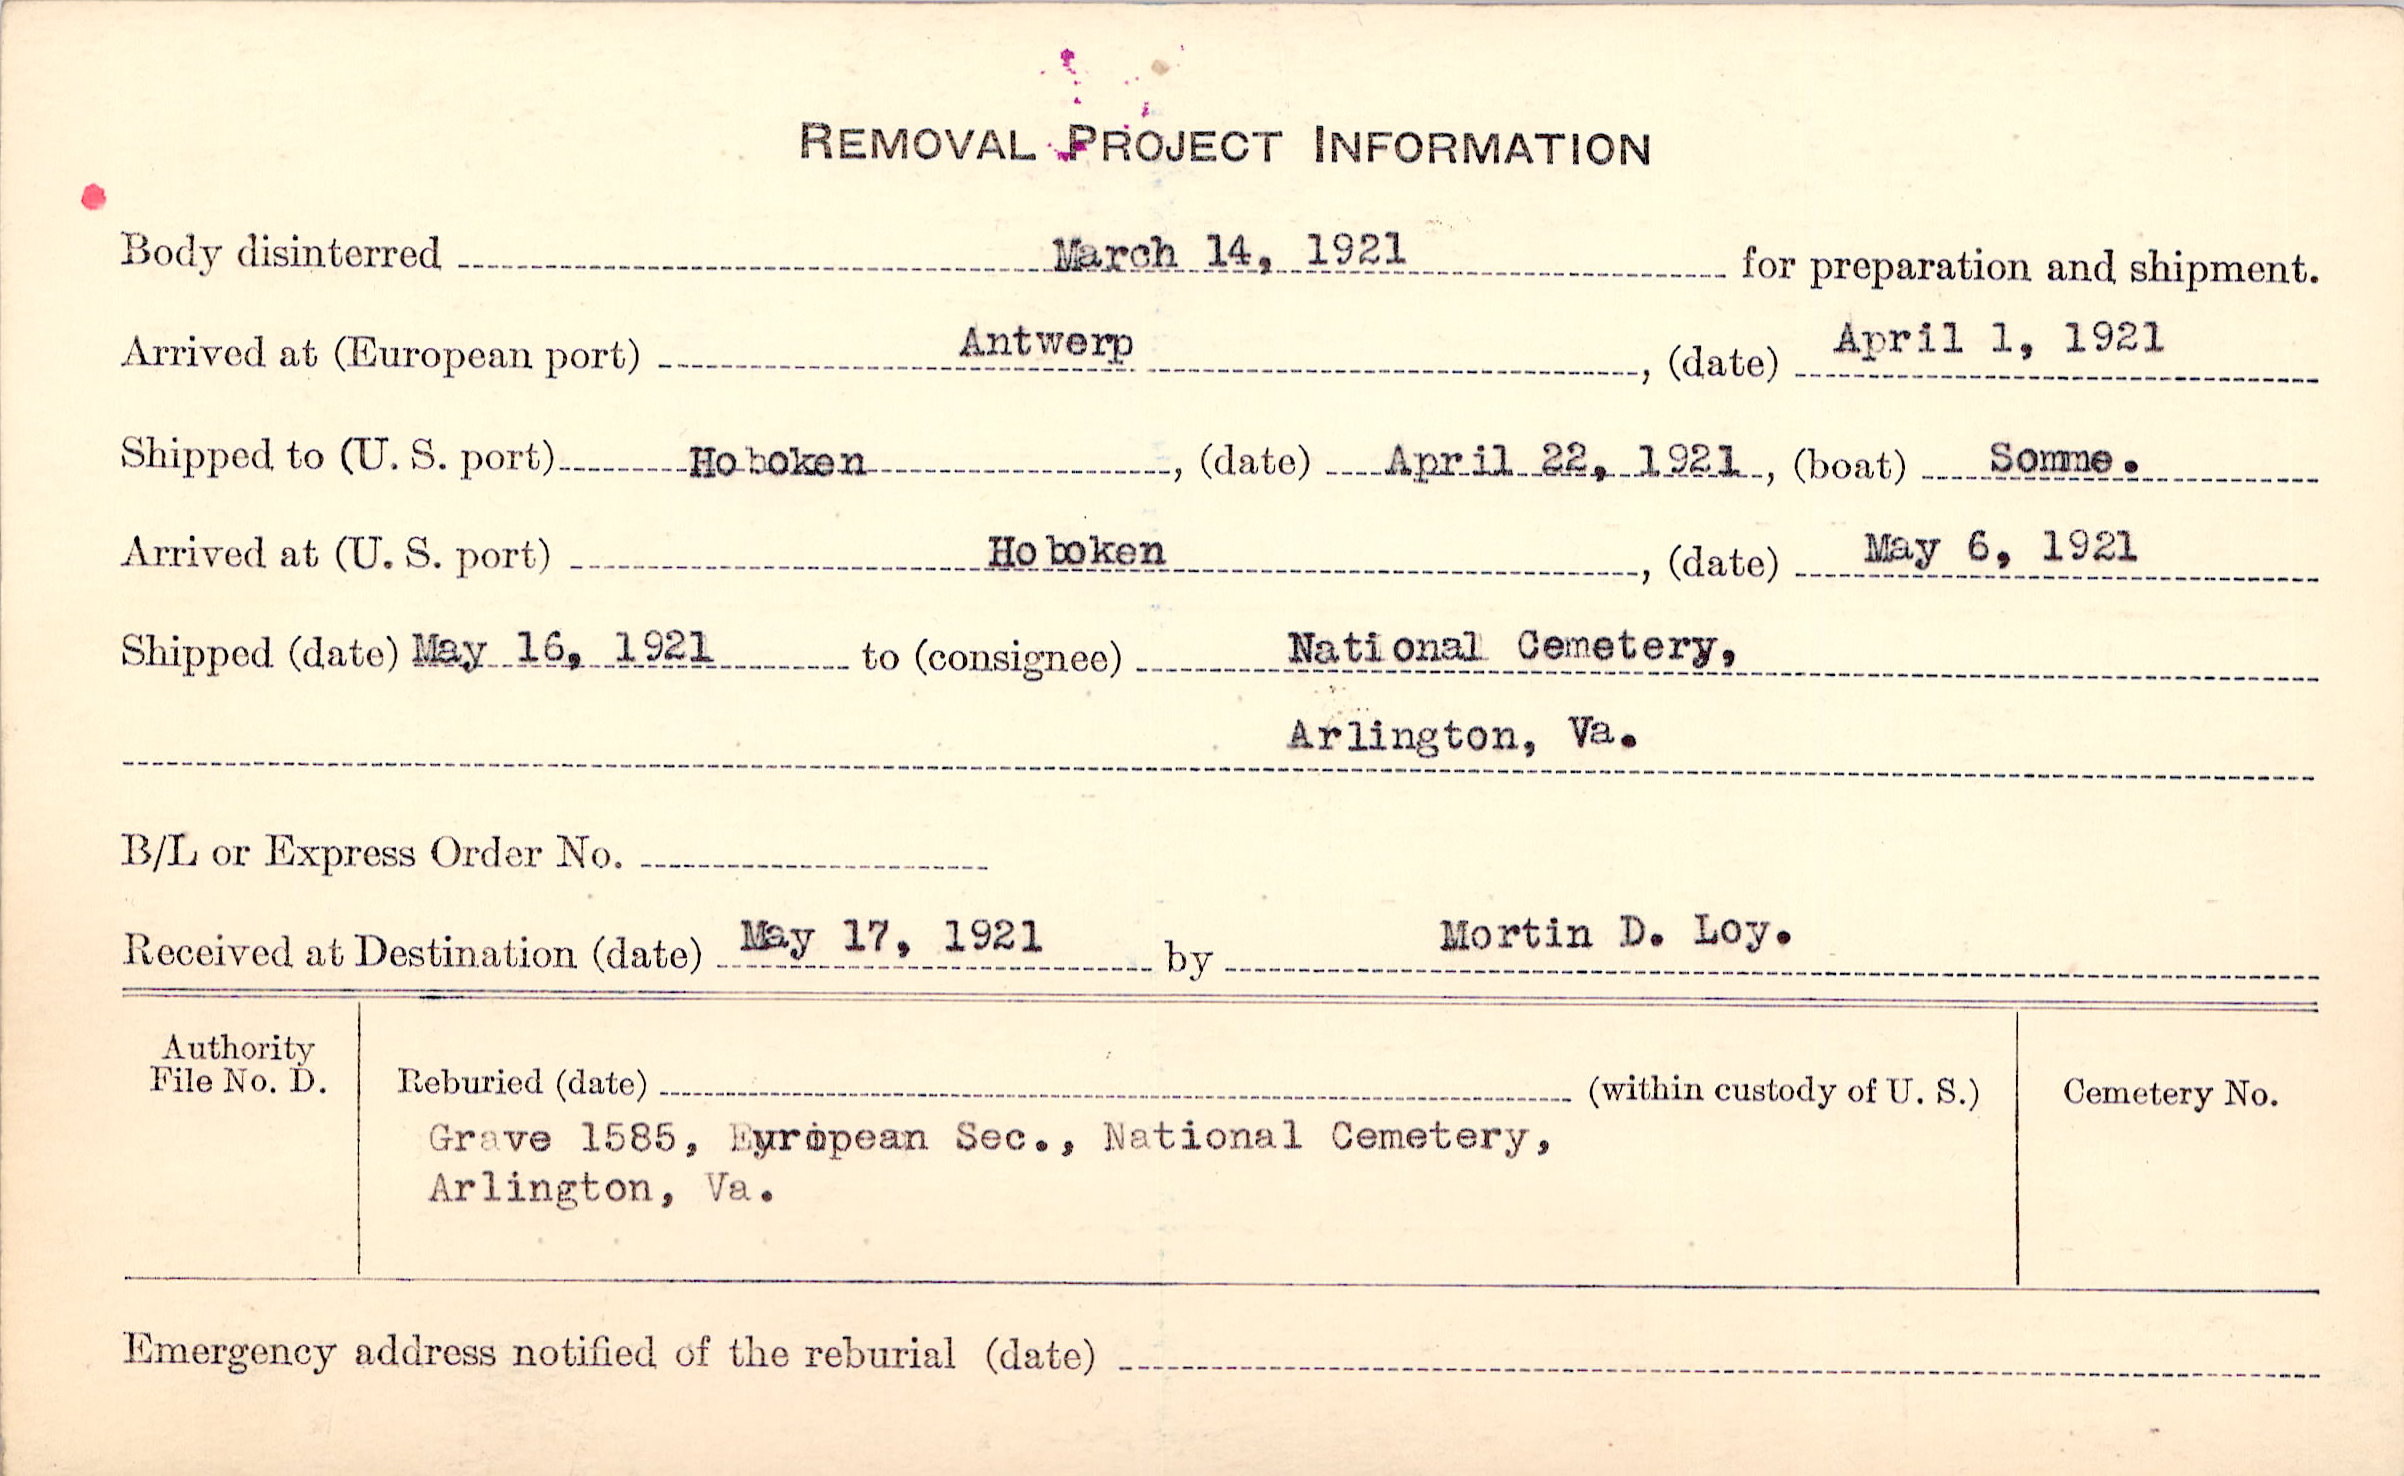 REMOVAL PROJECT INFORMATION
Body disinterred March 14, 1921 for preparation and shipment.
Arrived at (European port) Antwerp, (date) April 1, 1921
Shipped to (U. S. port) Hoboken, (date) April 22, 1921, (boat) Somme.
Arrived at (U. S. port) Hoboken, (date) May 6, 1921
Shipped (date) May 16, 1921 to (consignee) National Cemetery,
Arlington, Va.
B/L or Express Order No.
Received at Destination (date) May 17, 1921 by Mortin D. Loy.
Authority
File No. D.
Reburied (date) (within custody of U. S.)
Grave 1585, Eyropean Sec., National Cemetery,
Arlington, Va.
Cemetery No.
Emergency address notified of the reburial (date)